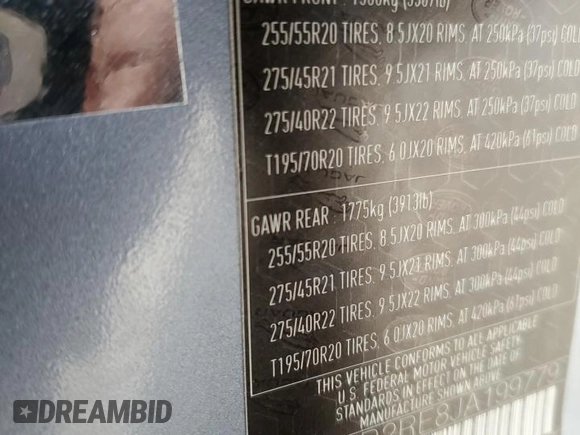 255/55R20 TIRES, 8.5JX20 RIMS, AT 250kPa (37psi) COLD
275/45R21 TIRES, 9.5JX21 RIMS, AT 250kPa (37psi) COLD
275/40R22 TIRES, 9.5JX22 RIMS, AT 250kPa (37psi) COLD
T195/70R20 TIRES, 6.0JX20 RIMS, AT 420kPa (61psi) COLD
GAWR REAR : 1775kg (3913lb)
255/55R20 TIRES, 8.5JX20 RIMS, AT 300kPa (44psi) COLD
275/45R21 TIRES, 9.5JX21 RIMS, AT 300kPa (44psi) COLD
275/40R22 TIRES, 9.5JX22 RIMS, AT 300kPa (44psi) COLD
T195/70R20 TIRES, 6.0JX20 RIMS, AT 420kPa (61psi) COLD
THIS VEHICLE CONFORMS TO ALL APPLICABLE
U.S. FEDERAL MOTOR VEHICLE SAFETY
STANDARDS IN EFFECT ON THE DATE OF
MANUFACTURE SHOWN ABOVE.
DREAMBID